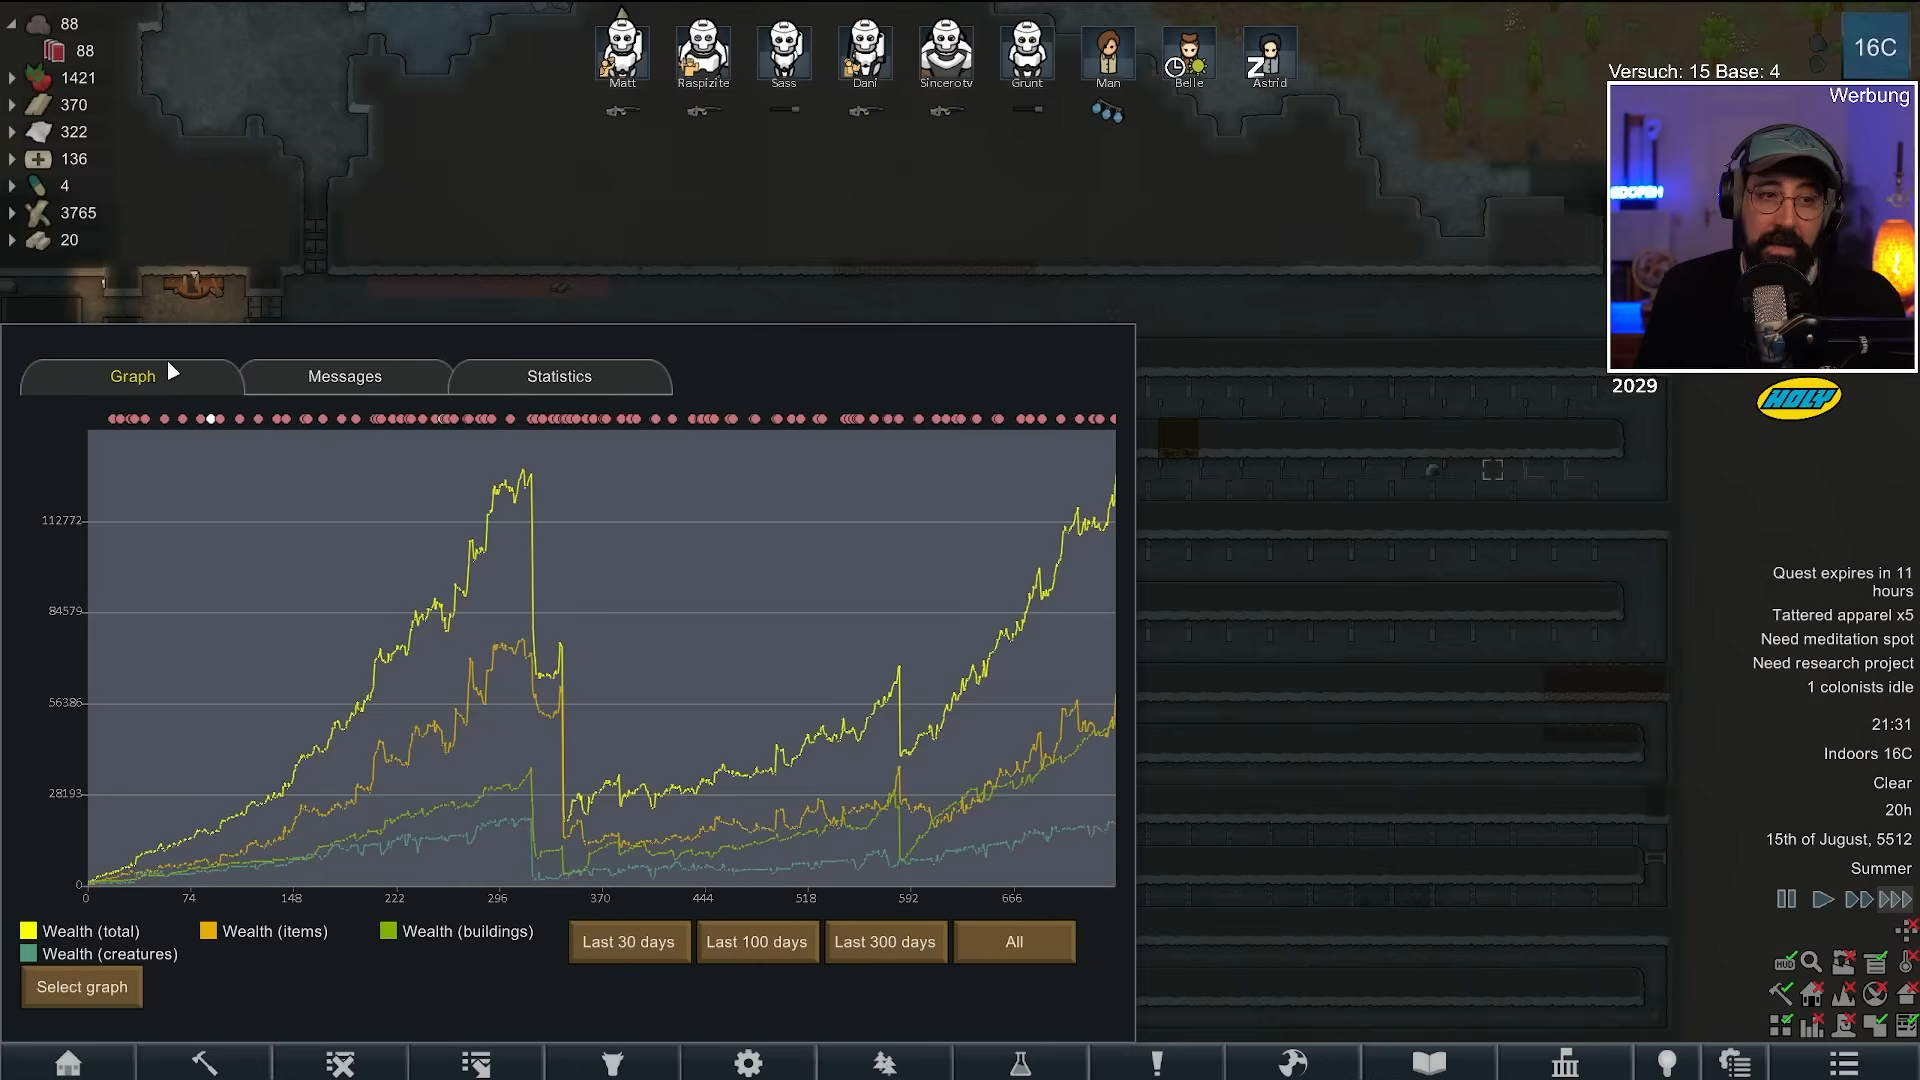 88
88
1421
370
322
136
4
3765
20
Matt
Raspizite
Sass
Dani
Sincerotv
Grunt
Man
Belle
Z
Astrid
16C
Versuch: 15 Base: 4
Werbung
2029
HOLY
Graph
Messages
Statistics
112772
84579
56386
28193
0
0 74 148 222 296 370 444 518 592 666
Wealth (total)
Wealth (items)
Wealth (buildings)
Wealth (creatures)
Last 30 days
Last 100 days
Last 300 days
All
Select graph
Quest expires in 11
hours
Tattered apparel x5
Need meditation spot
Need research project
1 colonists idle
21:31
Indoors 16C
Clear
20h
15th of Jugust, 5512
Summer
HUD